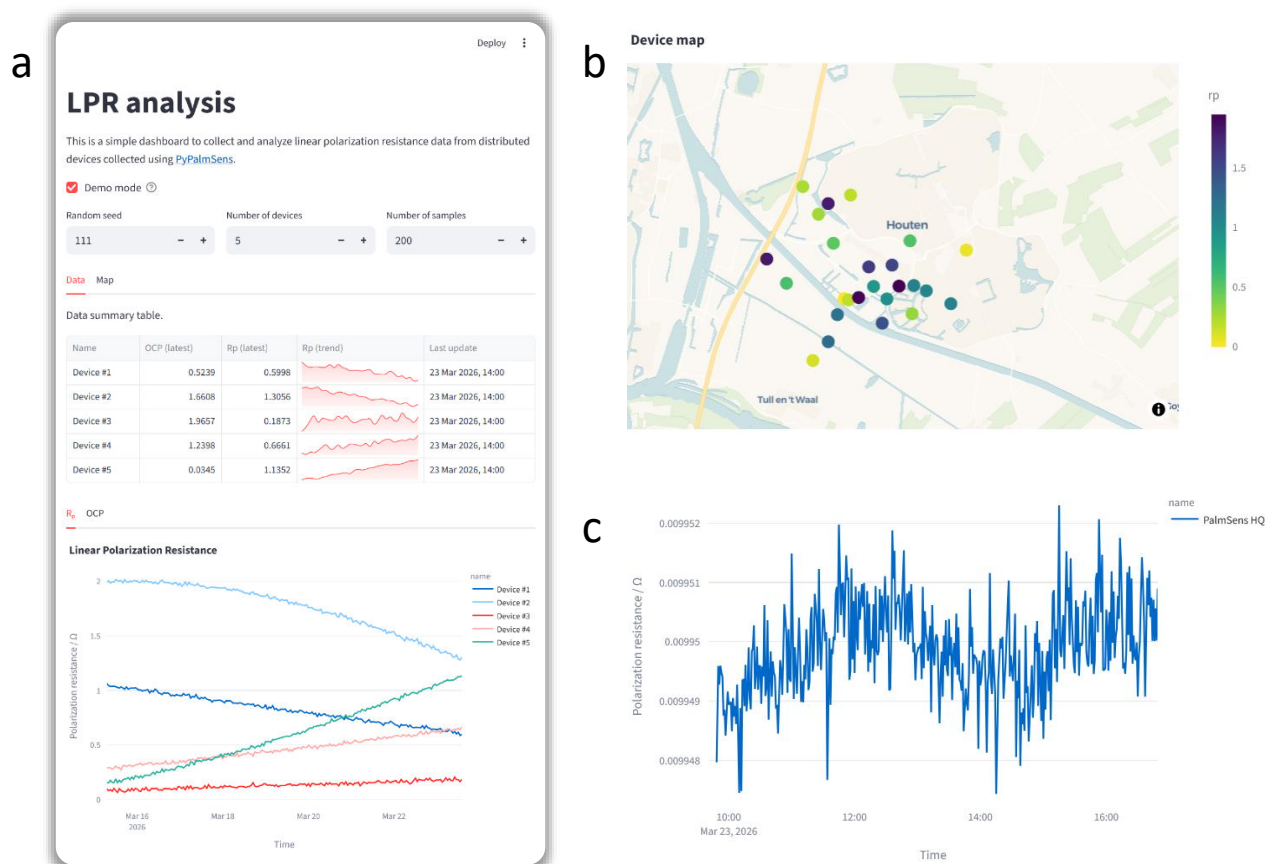 a
Deploy
LPR analysis
This is a simple dashboard to collect and analyze linear polarization resistance data from distributed
devices collected using PyPalmSens.
Demo mode
Random seed Number of devices Number of samples
111 − + 5 − + 200 − +
Data Map
Data summary table.
Name OCP (latest) Rp (latest) Rp (trend) Last update
Device #1 0.5239 0.5998 23 Mar 2026, 14:00
Device #2 1.6608 1.3056 23 Mar 2026, 14:00
Device #3 1.9657 0.1873 23 Mar 2026, 14:00
Device #4 1.2398 0.6661 23 Mar 2026, 14:00
Device #5 0.0345 1.1352 23 Mar 2026, 14:00
Rp OCP
Linear Polarization Resistance
name
Device #1
Device #2
Device #3
Device #4
Device #5
Polarization resistance / Ω
2
1.5
1
0.5
0
Mar 16 Mar 18 Mar 20 Mar 22
2026
Time
b
Device map
Houten
Tull en 't Waal
rp
1.5
1
0.5
0
c
name
PalmSens HQ
Polarization resistance / Ω
0.009952
0.009951
0.00995
0.009949
0.009948
10:00 12:00 14:00 16:00
Mar 23, 2026
Time